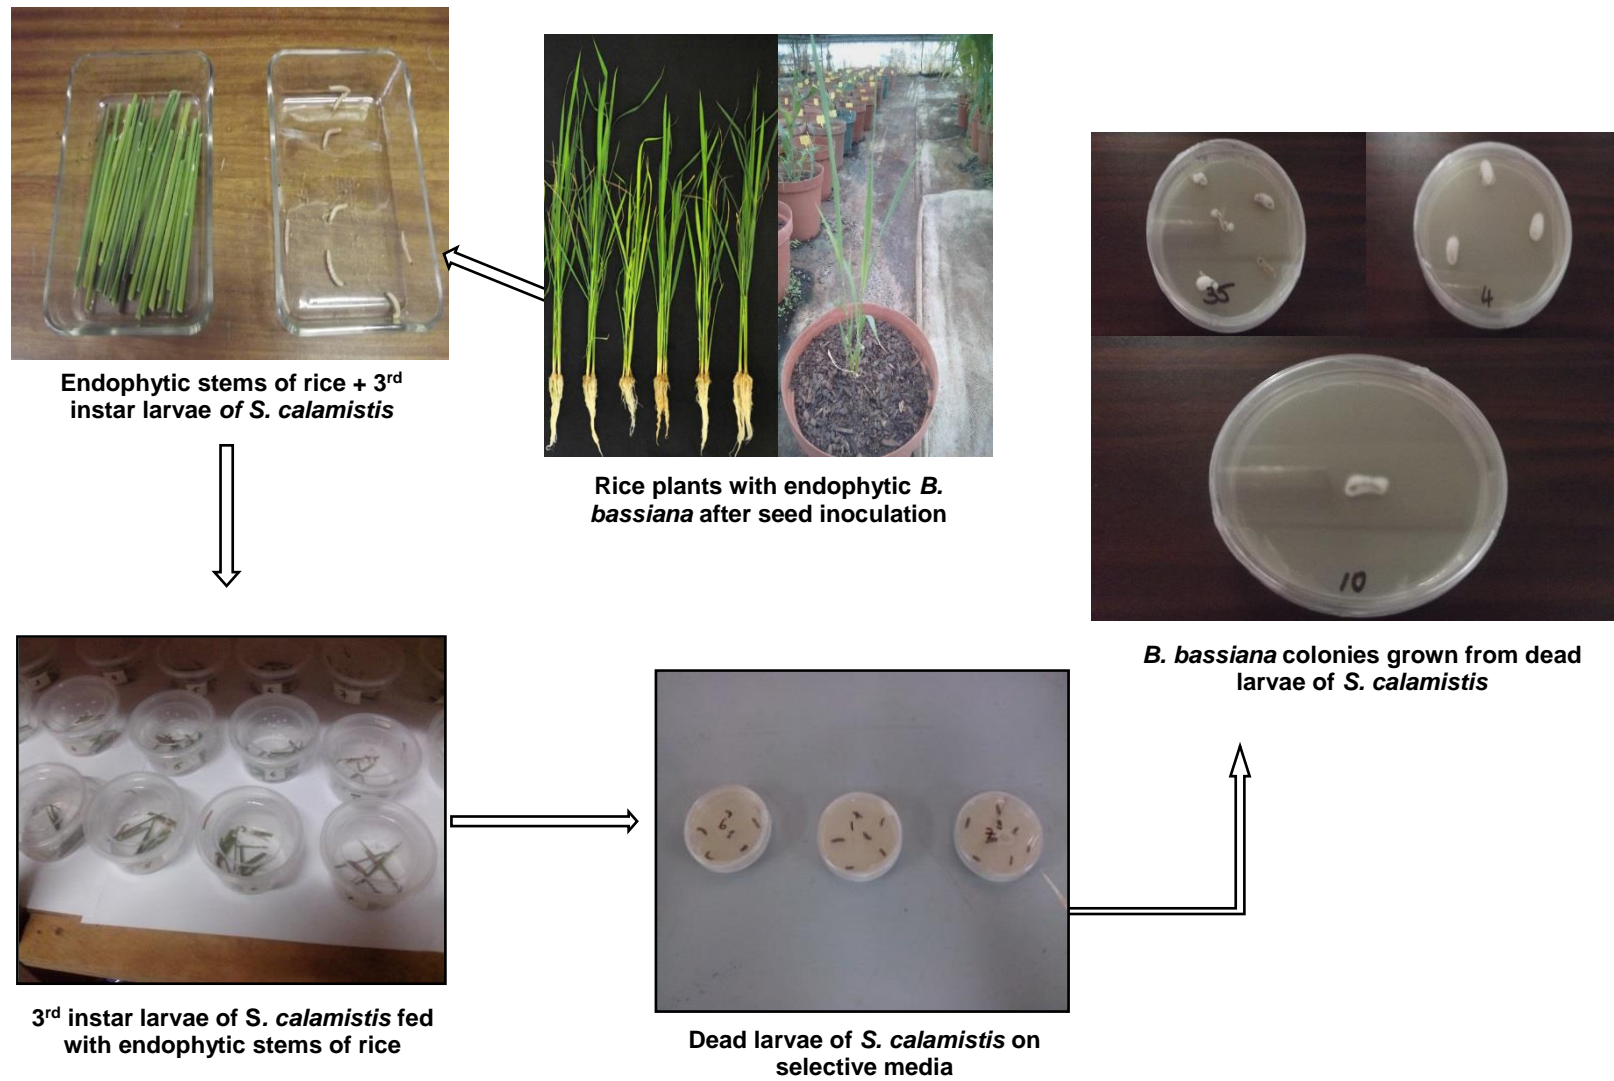 Endophytic stems of rice + 3rd
instar larvae of S. calamistis
Rice plants with endophytic B.
bassiana after seed inoculation
35
4
10
B. bassiana colonies grown from dead
larvae of S. calamistis
3rd instar larvae of S. calamistis fed
with endophytic stems of rice
6
1
Dead larvae of S. calamistis on
selective media